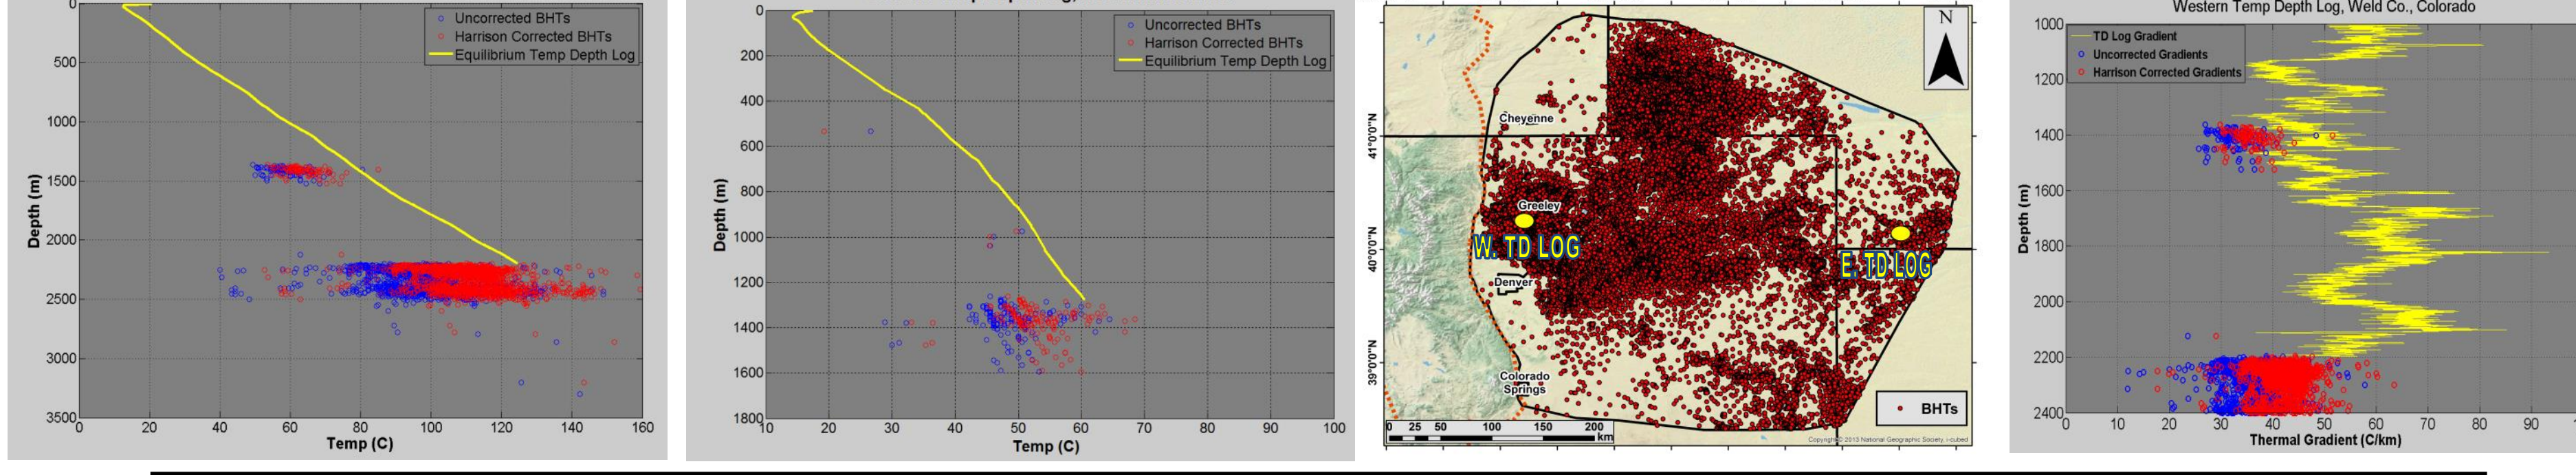 0
Uncorrected BHTs
Harrison Corrected BHTs
Equilibrium Temp Depth Log
500
1000
1500
2000
2500
3000
3500
Depth (m)
0 20 40 60 80 100 120 140 160
Temp (C)
0
Uncorrected BHTs
Harrison Corrected BHTs
Equilibrium Temp Depth Log
200
400
600
800
1000
1200
1400
1600
1800
Depth (m)
10 20 30 40 50 60 70 80 90 100
Temp (C)
N
41°0'0"N
40°0'0"N
39°0'0"N
Cheyenne
Greeley
W. TD LOG
E. TD LOG
Denver
Colorado
Springs
BHTs
0 25 50 100 150 200
km
Copyright:© 2013 National Geographic Society, i-cubed
Western Temp Depth Log, Weld Co., Colorado
TD Log Gradient
Uncorrected Gradients
Harrison Corrected Gradients
1000
1200
1400
1600
1800
2000
2200
2400
Depth (m)
0 10 20 30 40 50 60 70 80 90
Thermal Gradient (C/km)